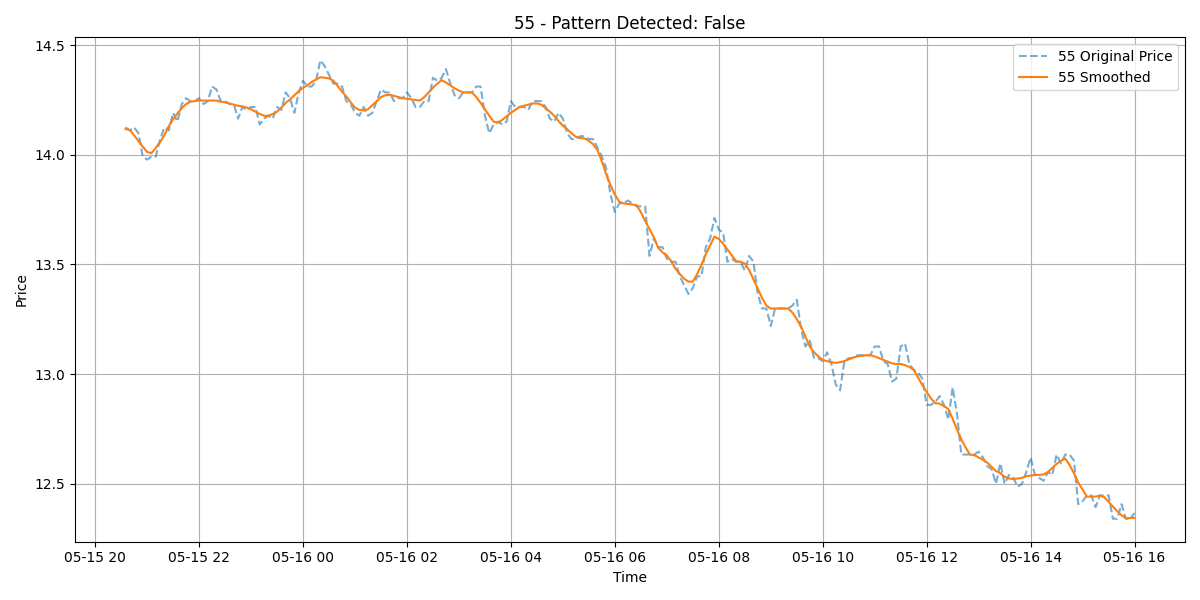 55 - Pattern Detected: False
14.5
14.0
13.5
13.0
12.5
Price
55 Original Price
55 Smoothed
05-15 20 05-15 22 05-16 00 05-16 02 05-16 04 05-16 06 05-16 08 05-16 10 05-16 12 05-16 14 05-16 16
Time